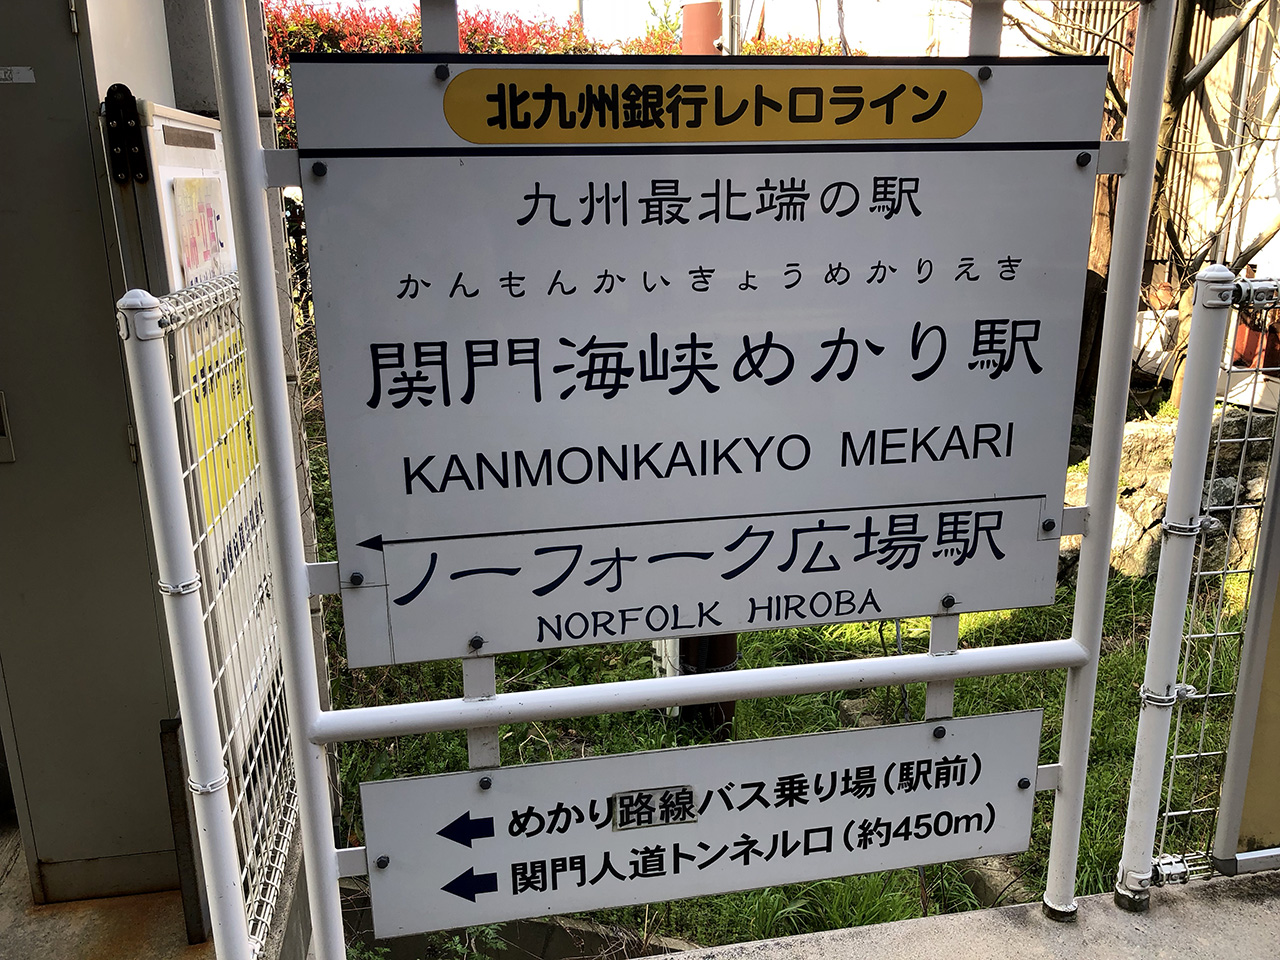 北九州銀行レトロライン
九州最北端の駅
かんもんかいきょうめかりえき
関門海峡めかり駅
KANMONKAIKYO MEKARI
ノーフォーク広場駅
NORFOLK HIROBA
めかり路線バス乗り場(駅前)
関門人道トンネル口(約450m)